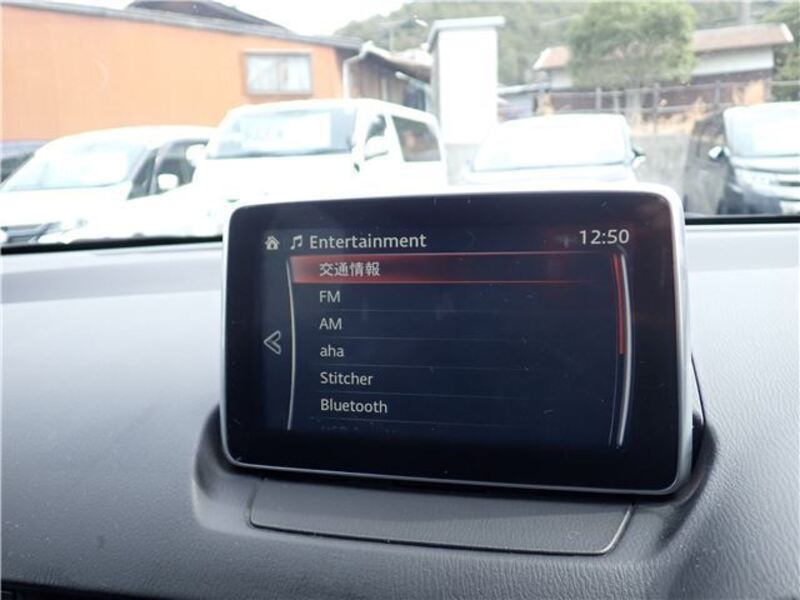 Entertainment 12:50
交通情報
FM
AM
aha
Stitcher
Bluetooth